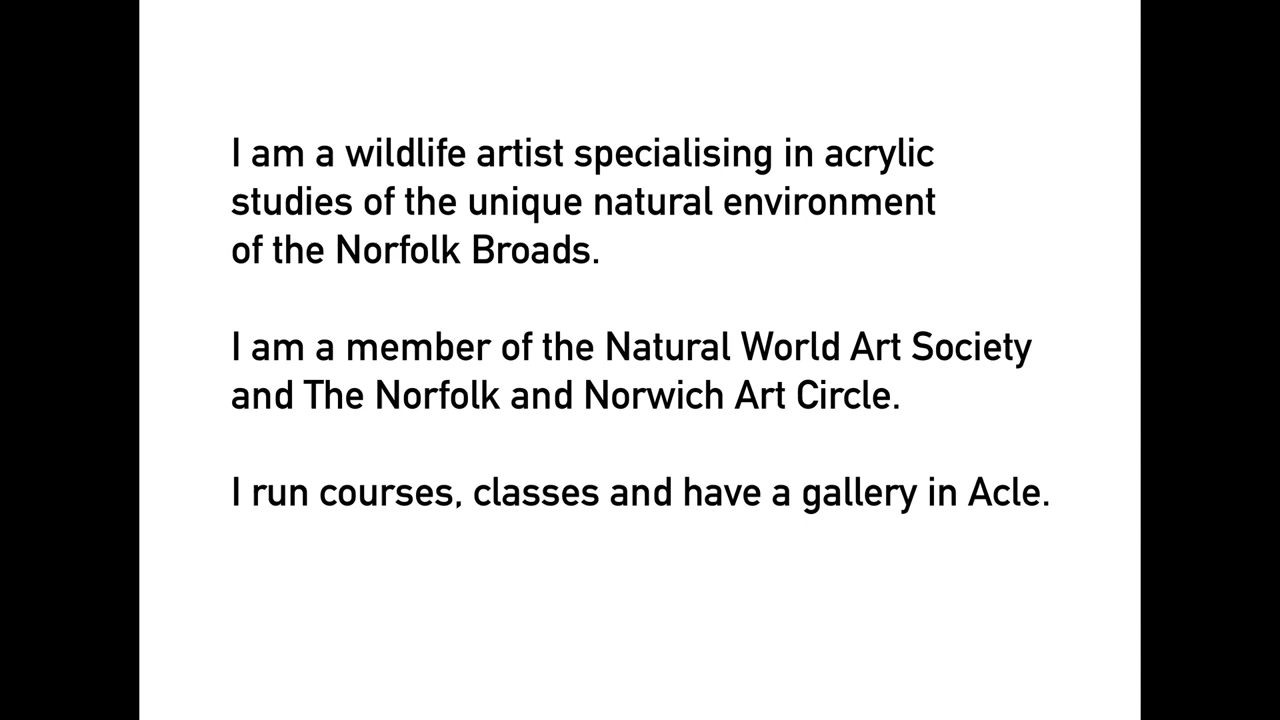 I am a wildlife artist specialising in acrylic
studies of the unique natural environment
of the Norfolk Broads.
I am a member of the Natural World Art Society
and The Norfolk and Norwich Art Circle.
I run courses, classes and have a gallery in Acle.